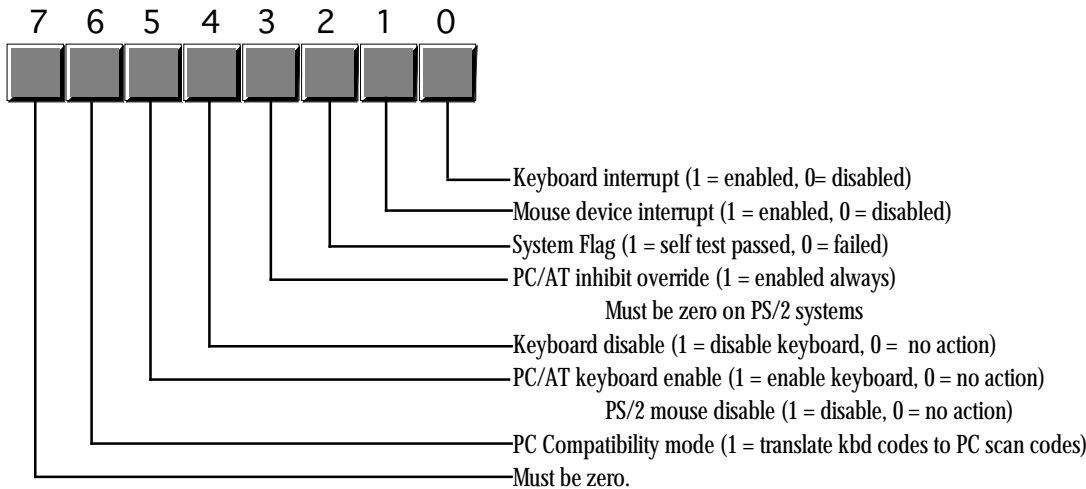 7 6 5 4 3 2 1 0
Keyboard interrupt (1 = enabled, 0= disabled)
Mouse device interrupt (1 = enabled, 0 = disabled)
System Flag (1 = self test passed, 0 = failed)
PC/AT inhibit override (1 = enabled always)
Must be zero on PS/2 systems
Keyboard disable (1 = disable keyboard, 0 = no action)
PC/AT keyboard enable (1 = enable keyboard, 0 = no action)
PS/2 mouse disable (1 = disable, 0 = no action)
PC Compatibility mode (1 = translate kbd codes to PC scan codes)
Must be zero.